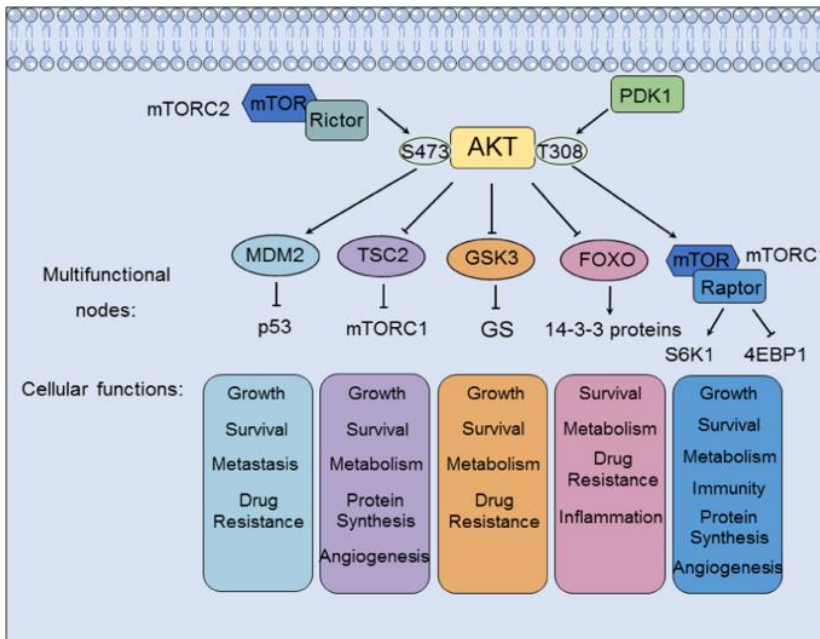 mTORC2
mTOR
Rictor
PDK1
S473
AKT
T308
Multifunctional
nodes:
MDM2
TSC2
GSK3
FOXO
mTOR
mTORC1
Raptor
p53
mTORC1
GS
14-3-3 proteins
S6K1
4EBP1
Cellular functions:
Growth
Survival
Metastasis
Drug
Resistance
Growth
Survival
Metabolism
Protein
Synthesis
Angiogenesis
Growth
Survival
Metabolism
Drug
Resistance
Survival
Metabolism
Drug
Resistance
Inflammation
Growth
Survival
Metabolism
Immunity
Protein
Synthesis
Angiogenesis